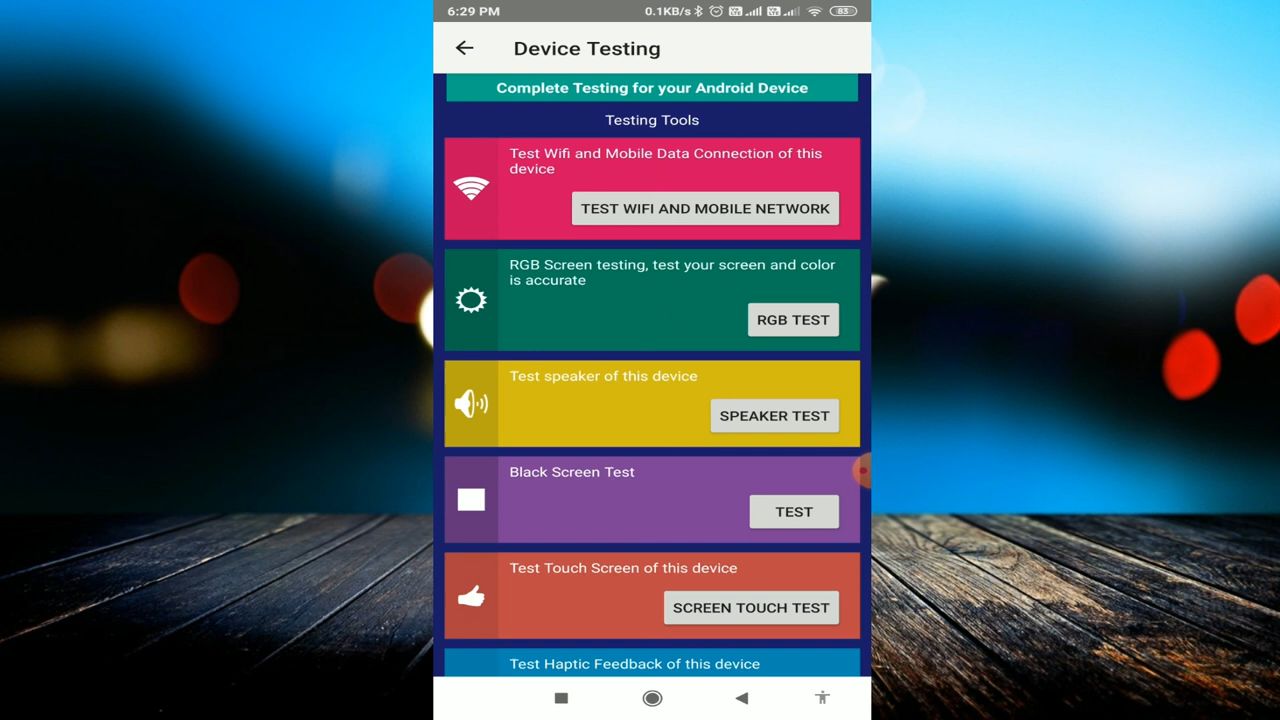 6:29 PM
0.1KB/s
83
Device Testing
Complete Testing for your Android Device
Testing Tools
Test Wifi and Mobile Data Connection of this
device
TEST WIFI AND MOBILE NETWORK
RGB Screen testing, test your screen and color
is accurate
RGB TEST
Test speaker of this device
SPEAKER TEST
Black Screen Test
TEST
Test Touch Screen of this device
SCREEN TOUCH TEST
Test Haptic Feedback of this device